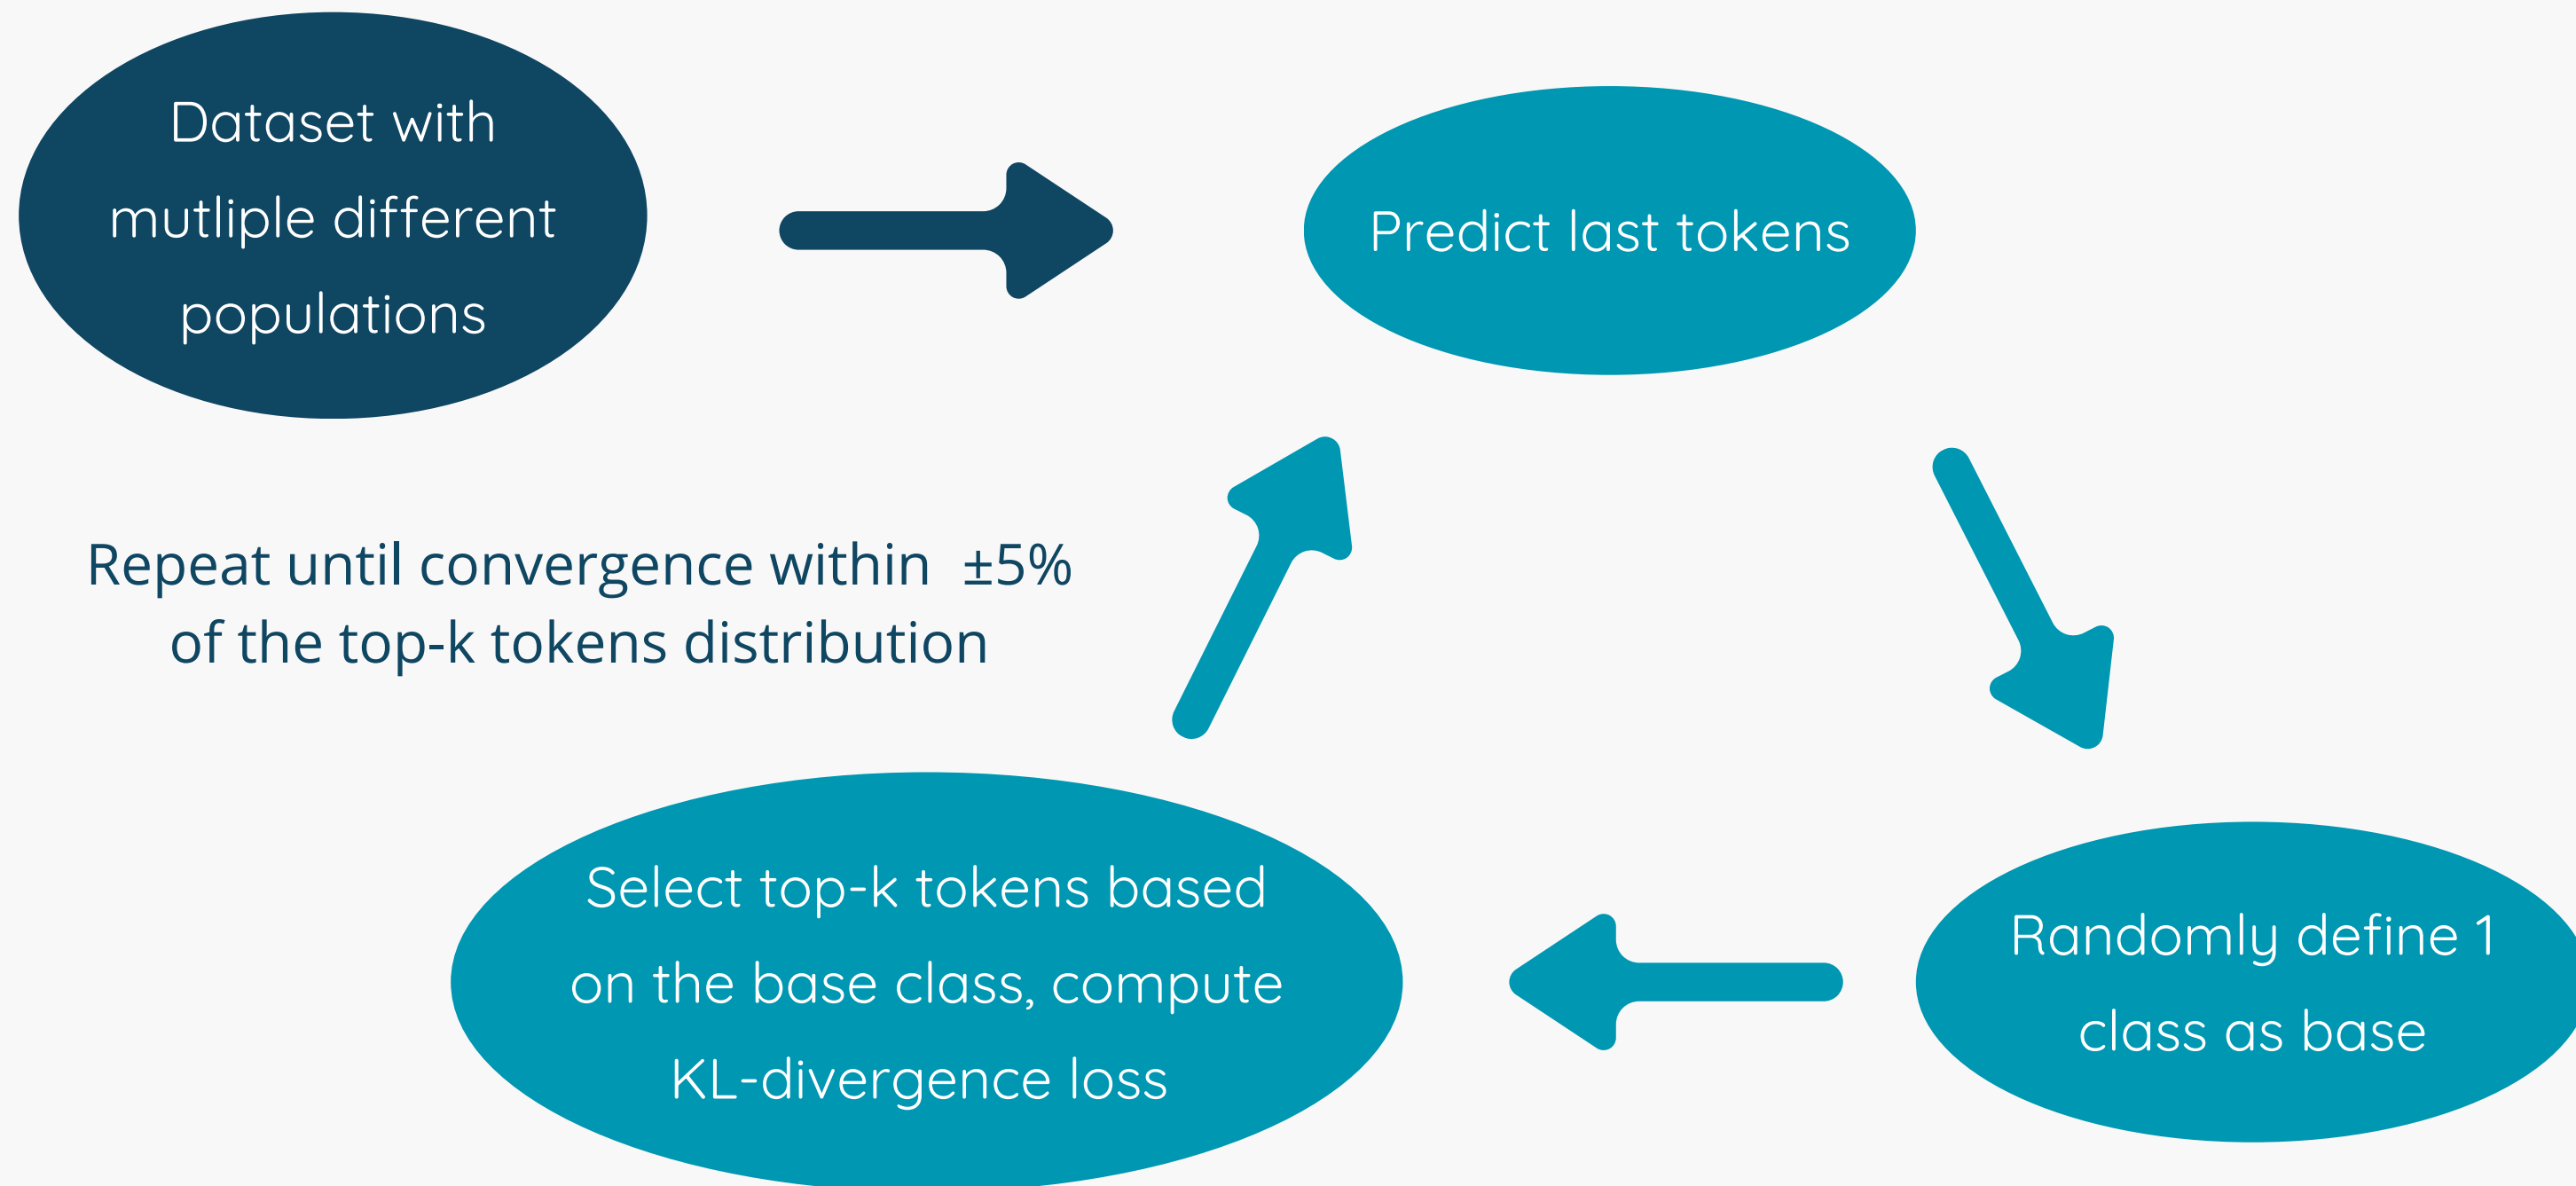 Dataset with
mutliple different
populations
Predict last tokens
Repeat until convergence within ±5%
of the top-k tokens distribution
Select top-k tokens based
on the base class, compute
KL-divergence loss
Randomly define 1
class as base